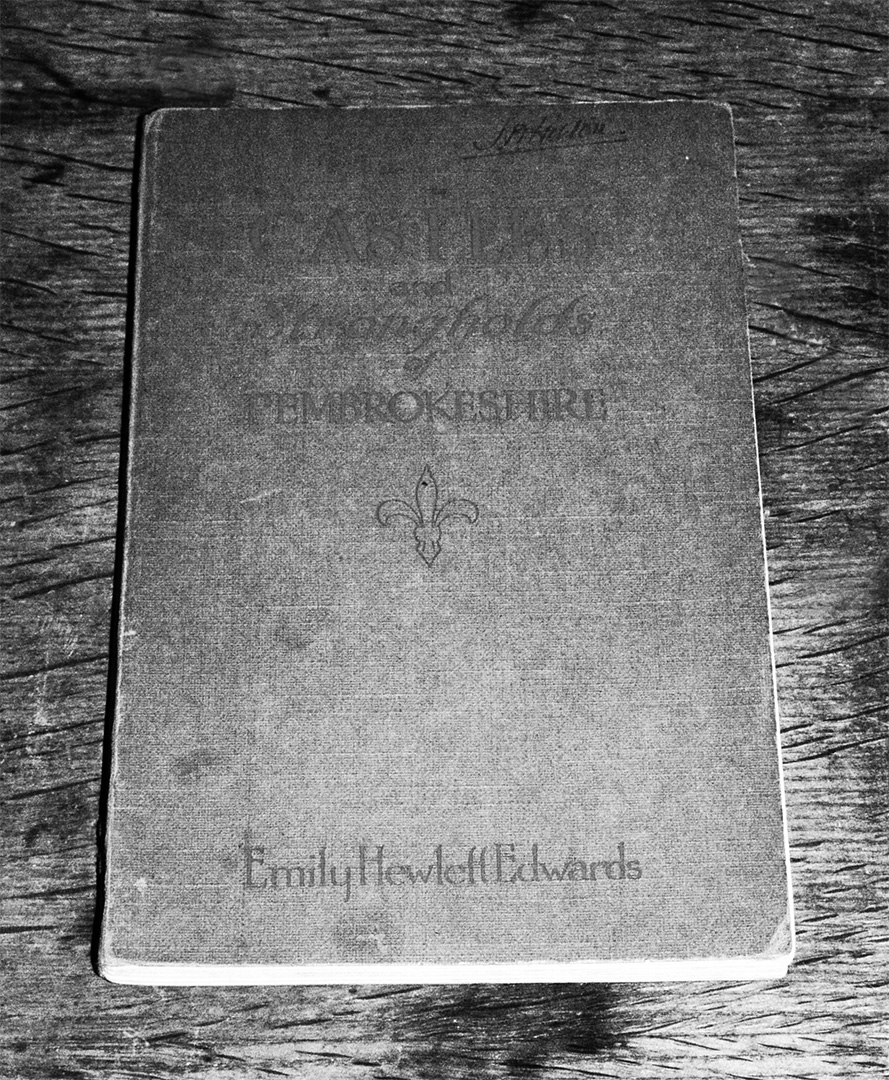 CASTLES
and
Strongholds
of
PEMBROKESHIRE
Emily Hewlett Edwards